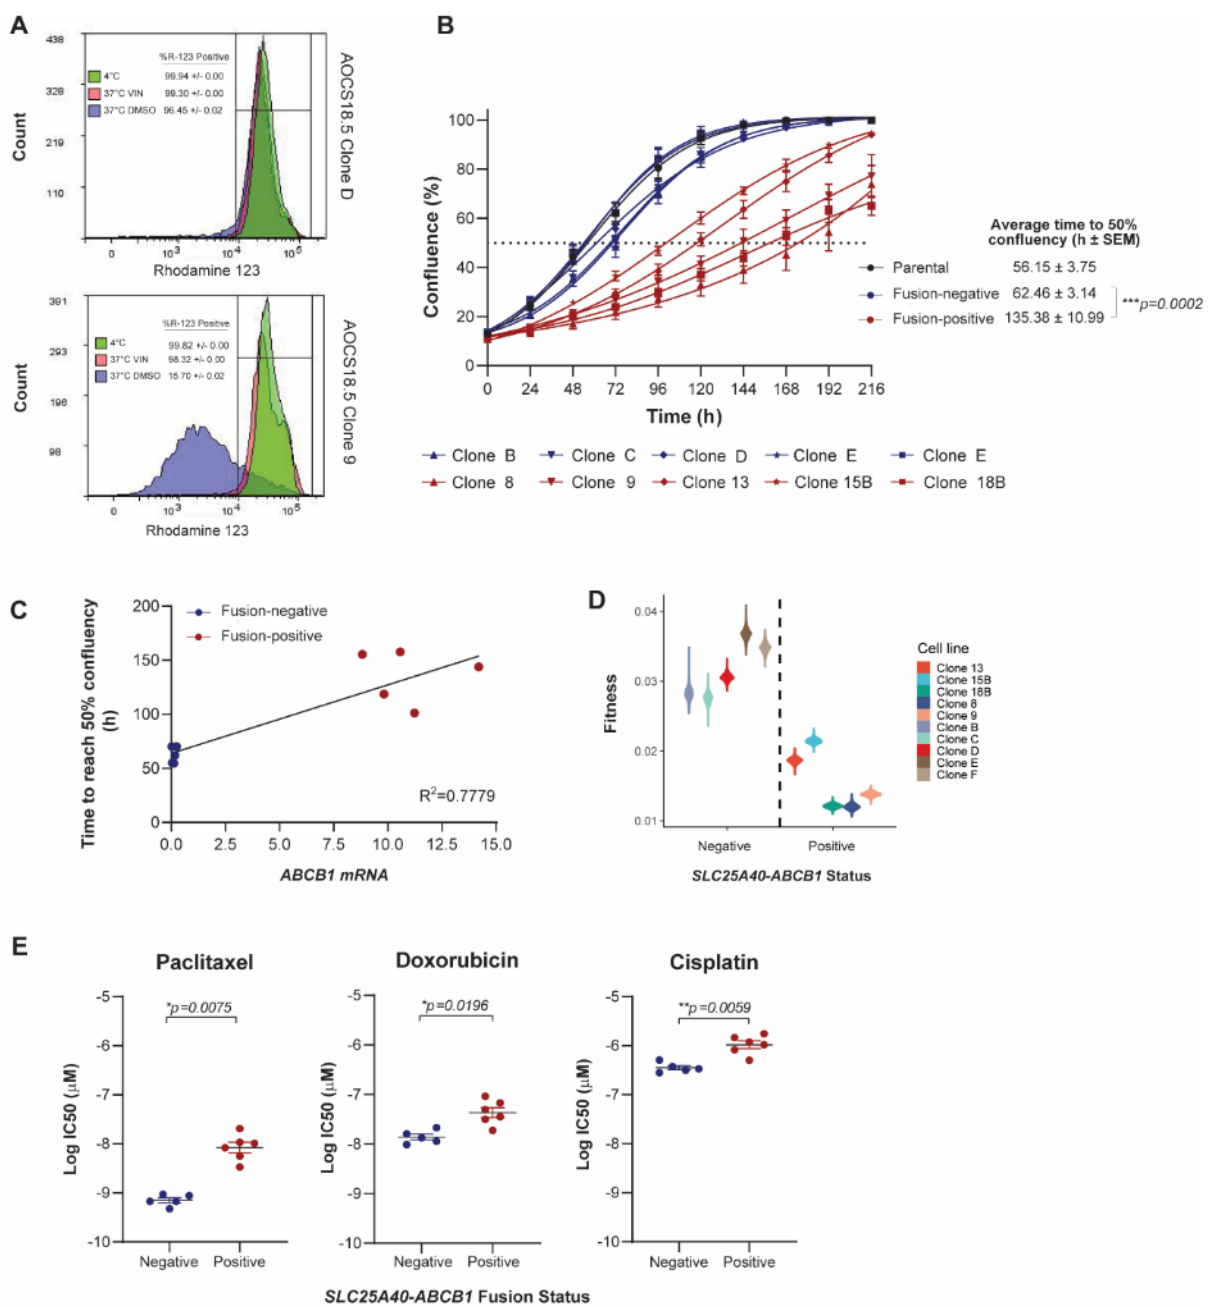 A
438
328
219
110
Count
%R-123 Positive
4°C 99.94 +/- 0.00
37°C VIN 99.30 +/- 0.00
37°C DMSO 96.45 +/- 0.02
0 10³ 10⁴ 10⁵
Rhodamine 123
AOCS18.5 Clone D
391
293
196
98
Count
%R-123 Positive
4°C 99.82 +/- 0.00
37°C VIN 98.32 +/- 0.00
37°C DMSO 15.70 +/- 0.02
0 10³ 10⁴ 10⁵
Rhodamine 123
AOCS18.5 Clone 9
B
Confluence (%)
100
80
60
40
20
0
0 24 48 72 96 120 144 168 192 216
Time (h)
Average time to 50%
confluency (h ± SEM)
Parental 56.15 ± 3.75
Fusion-negative 62.46 ± 3.14
Fusion-positive 135.38 ± 10.99
***p=0.0002
Clone B Clone C Clone D Clone E Clone E
Clone 8 Clone 9 Clone 13 Clone 15B Clone 18B
C
Time to reach 50% confluency
(h)
200
150
100
50
0
Fusion-negative
Fusion-positive
R²=0.7779
0.0 2.5 5.0 7.5 10.0 12.5 15.0
ABCB1 mRNA
D
Fitness
0.04
0.03
0.02
0.01
Negative Positive
SLC25A40-ABCB1 Status
Cell line
Clone 13
Clone 15B
Clone 18B
Clone 8
Clone 9
Clone B
Clone C
Clone D
Clone E
Clone F
E
Paclitaxel
*p=0.0075
Log IC50 (µM)
-5
-6
-7
-8
-9
-10
Negative Positive
Doxorubicin
*p=0.0196
Log IC50 (µM)
-5
-6
-7
-8
-9
-10
Negative Positive
Cisplatin
**p=0.0059
Log IC50 (µM)
-5
-6
-7
-8
-9
-10
Negative Positive
SLC25A40-ABCB1 Fusion Status